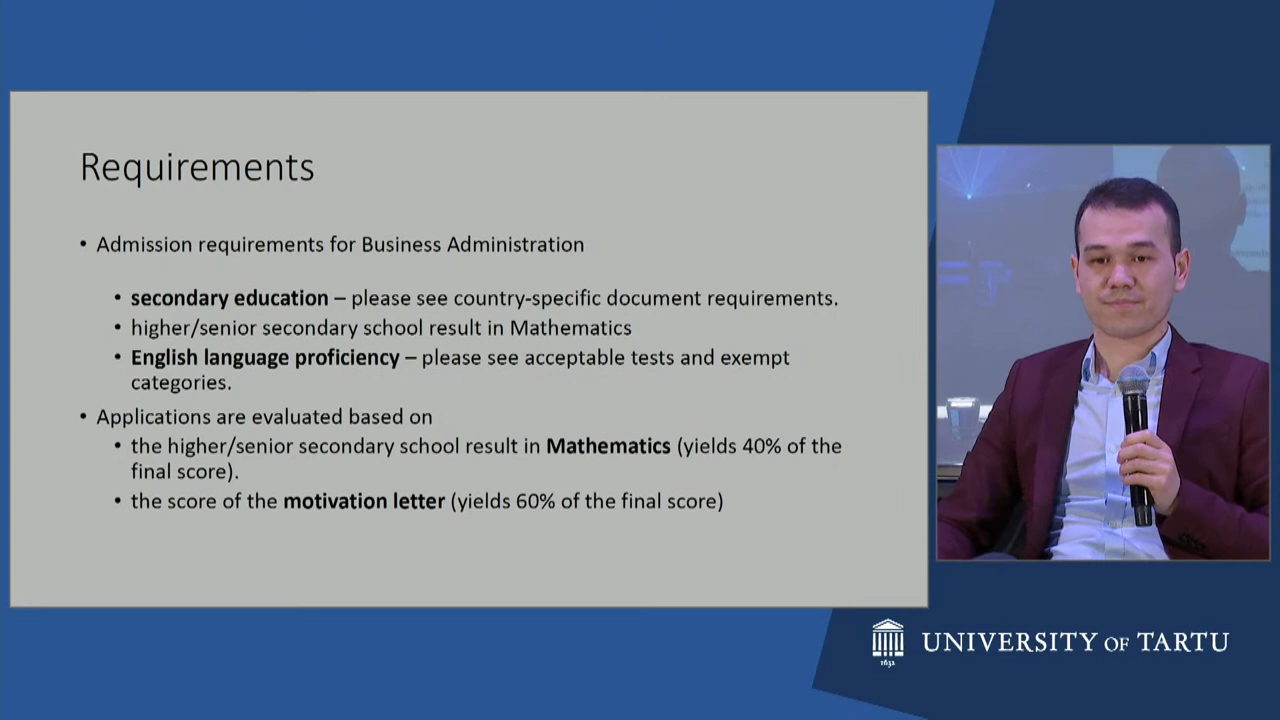 Requirements
• Admission requirements for Business Administration
• secondary education – please see country-specific document requirements.
• higher/senior secondary school result in Mathematics
• English language proficiency – please see acceptable tests and exempt
categories.
• Applications are evaluated based on
• the higher/senior secondary school result in Mathematics (yields 40% of the
final score).
• the score of the motivation letter (yields 60% of the final score)
1632
UNIVERSITY OF TARTU